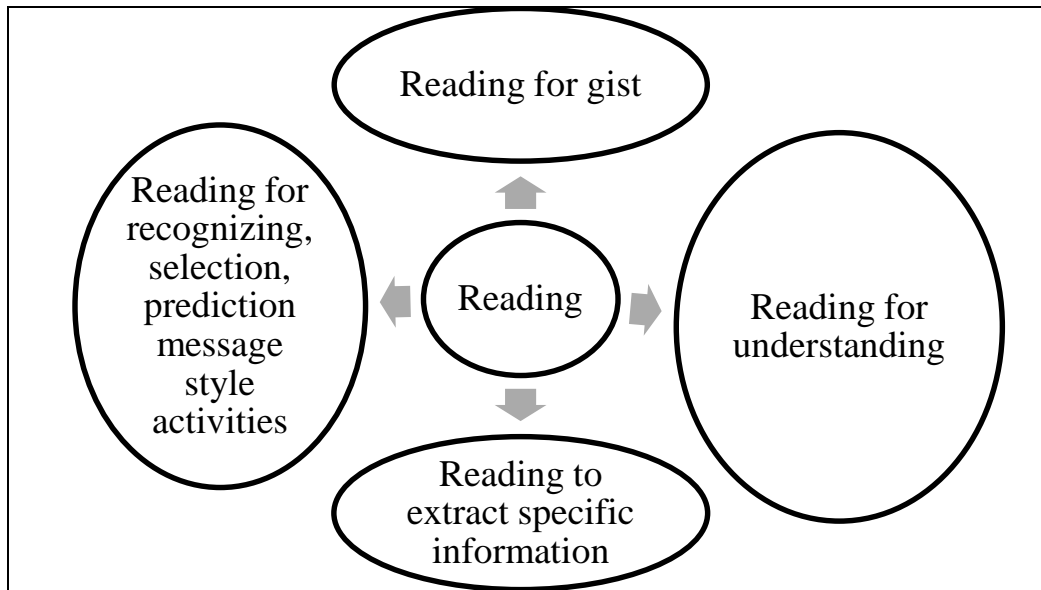 Reading for gist
Reading for
recognizing,
selection,
prediction
message
style
activities
Reading
Reading for
understanding
Reading to
extract specific
information